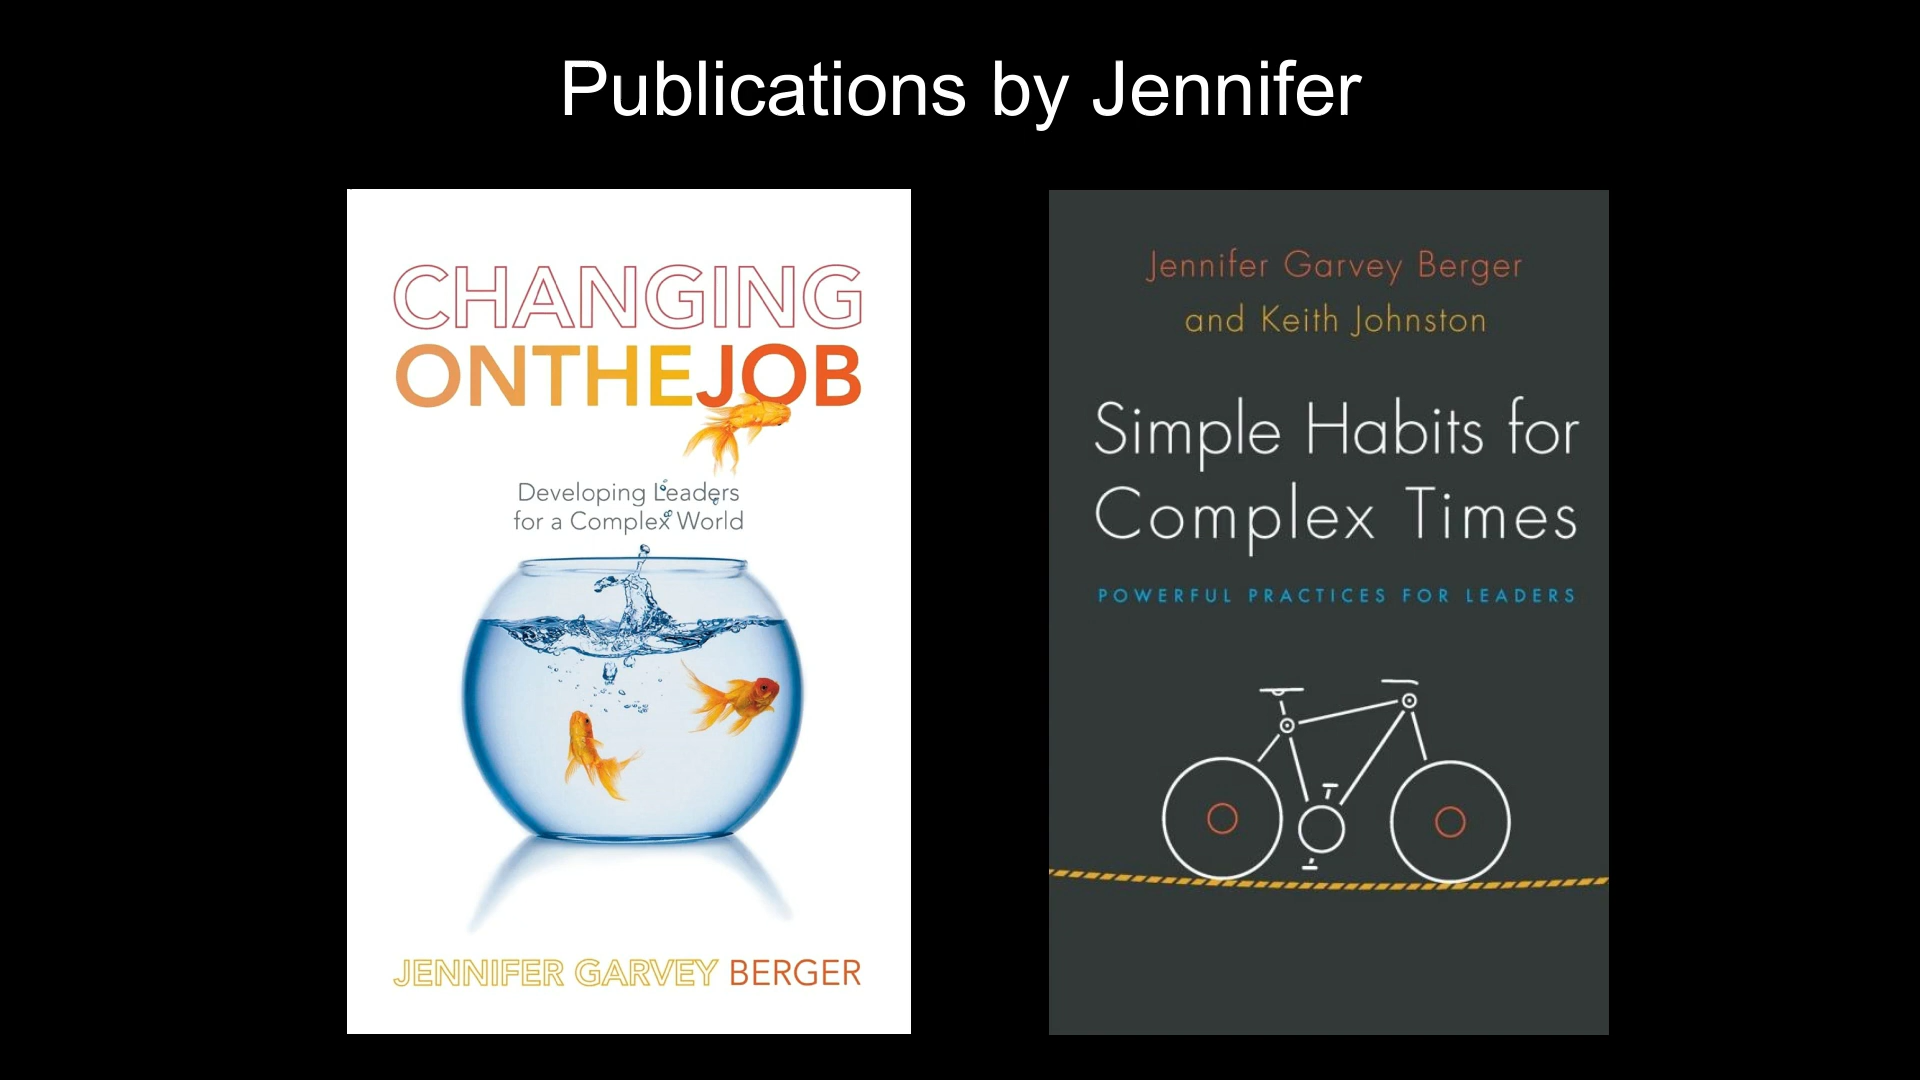 Publications by Jennifer
CHANGING
ONTHEJOB
Developing Leaders
for a Complex World
JENNIFER GARVEY BERGER
Jennifer Garvey Berger
and Keith Johnston
Simple Habits for
Complex Times
POWERFUL PRACTICES FOR LEADERS